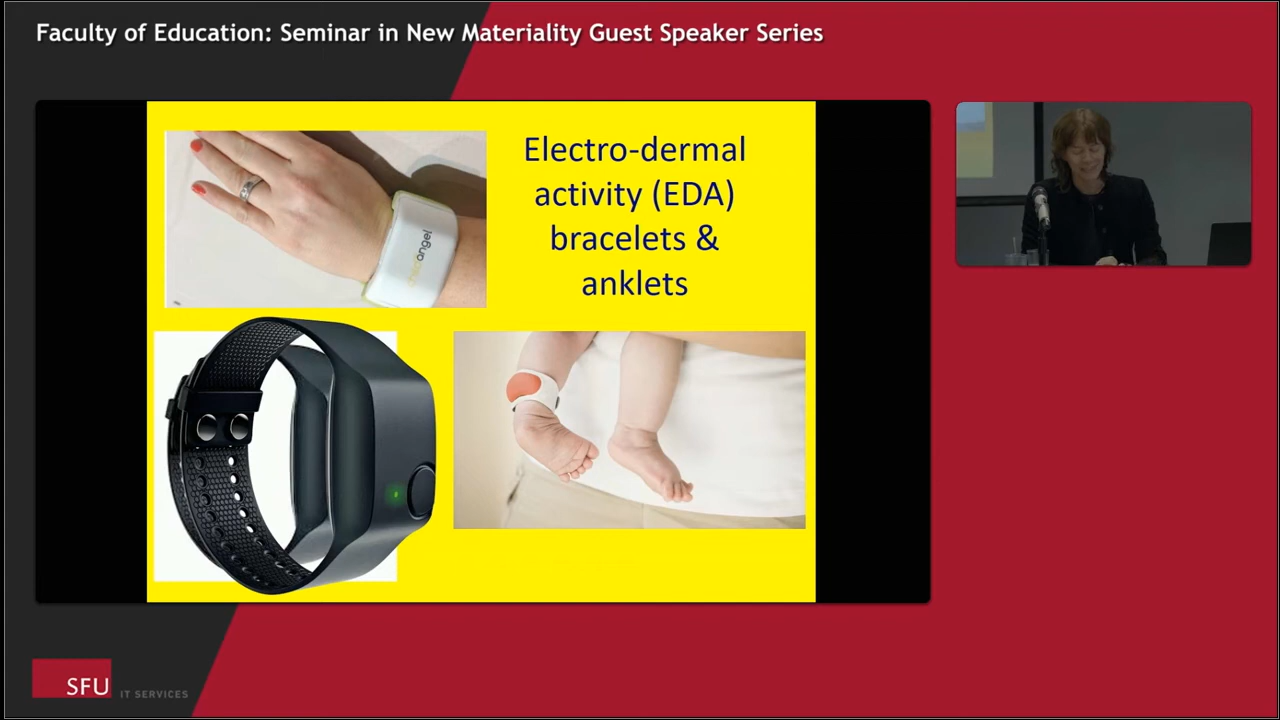 Faculty of Education: Seminar in New Materiality Guest Speaker Series
Electro-dermal
activity (EDA)
bracelets &
anklets
angel
SFU IT SERVICES